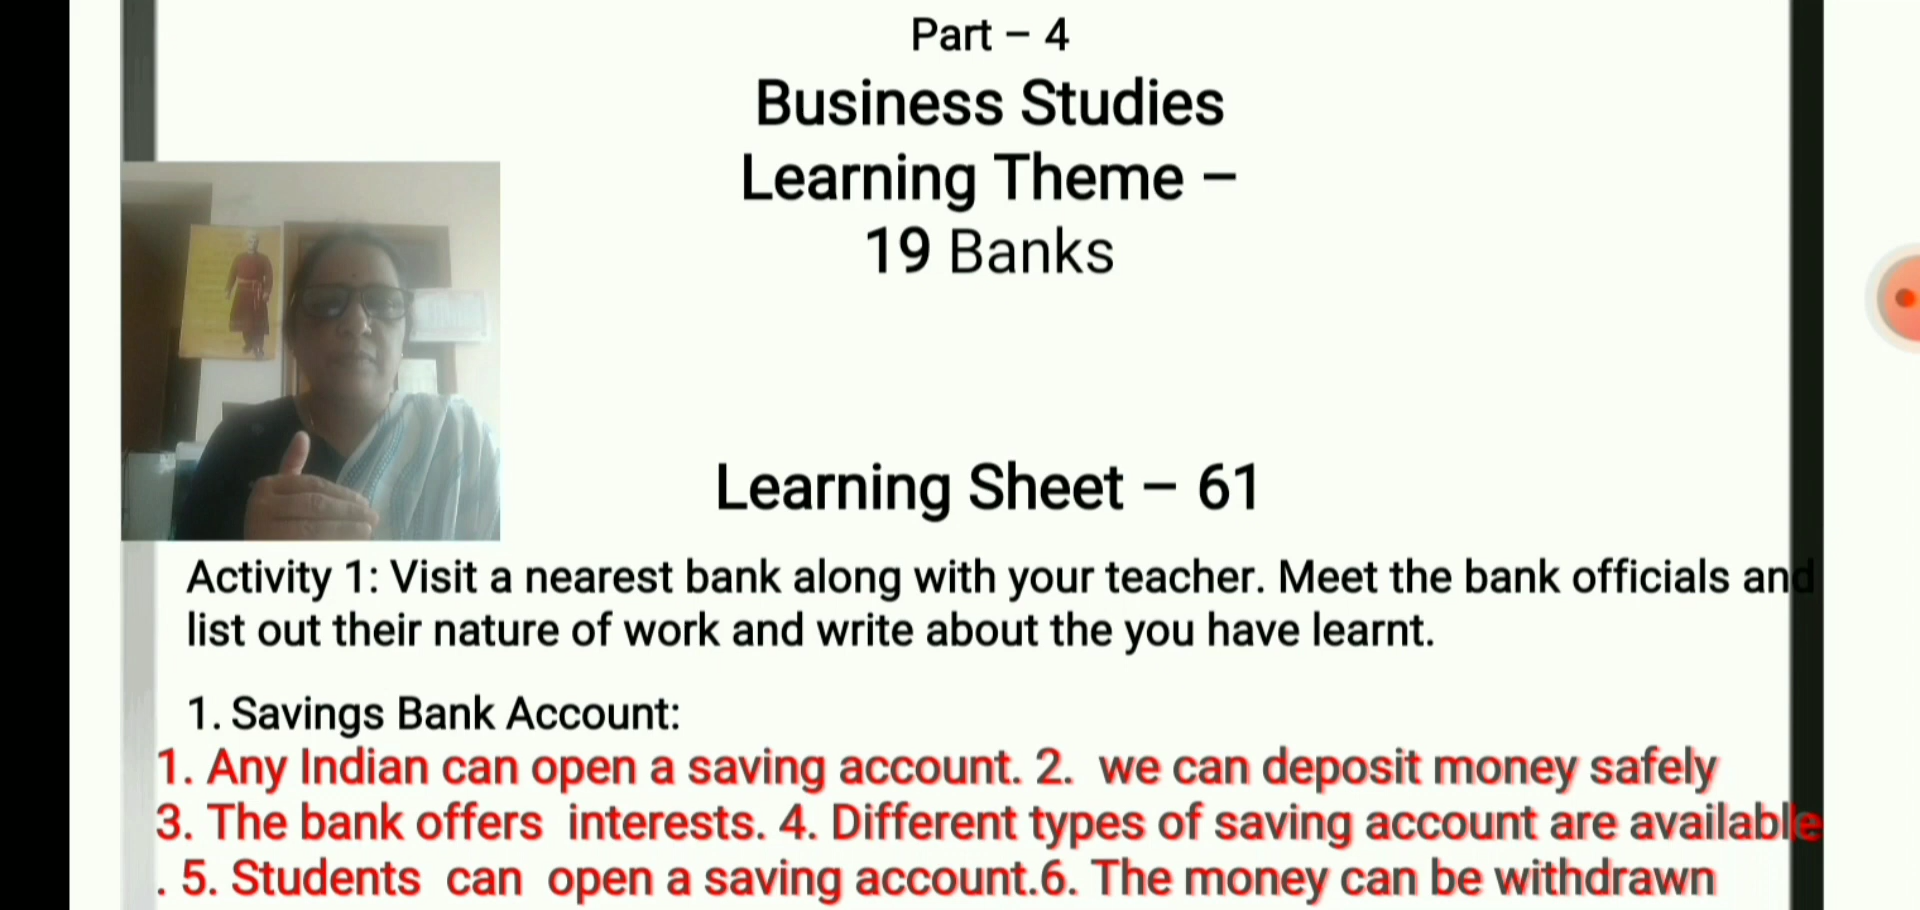 Part – 4
Business Studies
Learning Theme –
19 Banks
Learning Sheet – 61
Activity 1: Visit a nearest bank along with your teacher. Meet the bank officials and
list out their nature of work and write about the you have learnt.
1. Savings Bank Account:
1. Any Indian can open a saving account. 2.  we can deposit money safely
3. The bank offers  interests. 4. Different types of saving account are available
. 5. Students  can  open a saving account.6. The money can be withdrawn